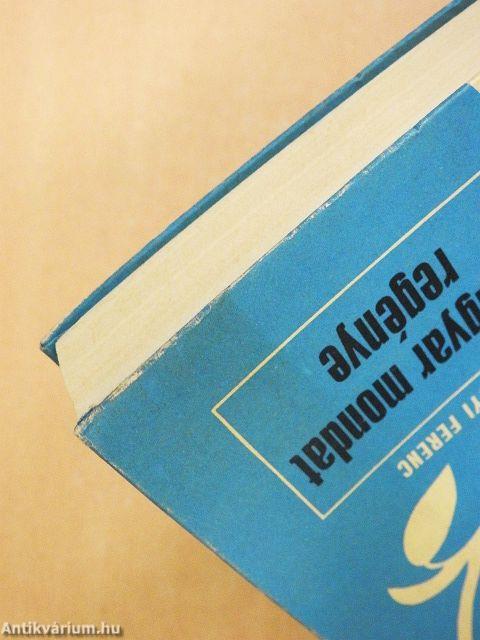 YI FERENC
gyar mondat
regénye
Antikvárium.hu